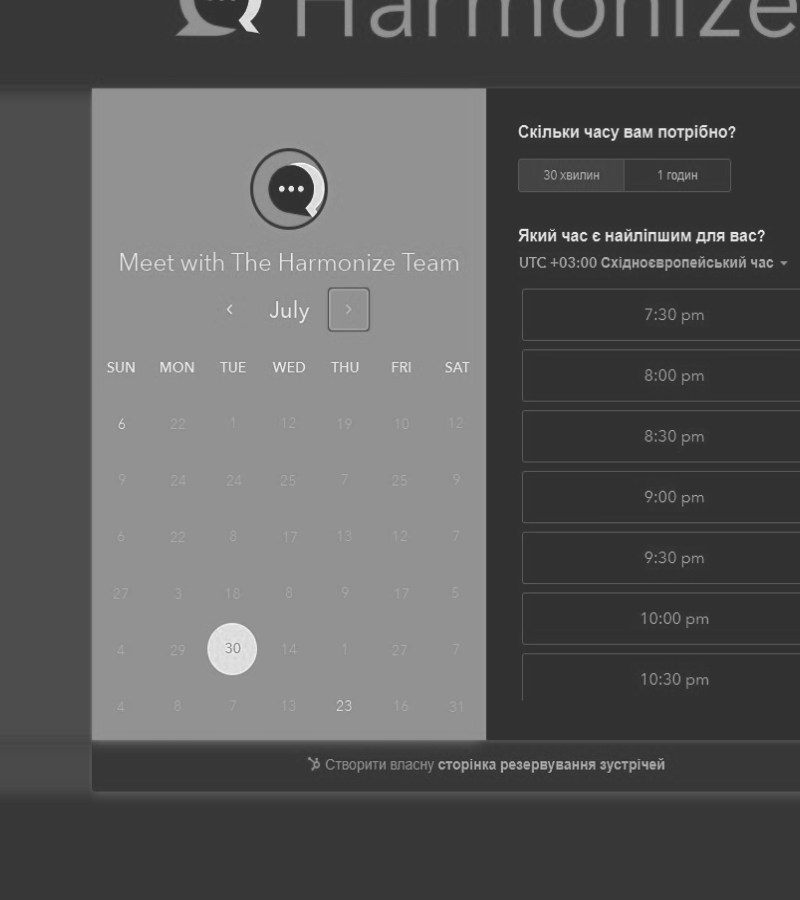 Harmonize
Meet with The Harmonize Team
July
SUN MON TUE WED THU FRI SAT
6 22 1 12 19 10 12
9 24 24 25 7 25 9
6 22 8 17 13 12 7
27 3 18 8 9 17 5
4 29 30 14 1 27 7
4 8 7 13 23 16 31
Скільки часу вам потрібно?
30 хвилин 1 годин
Який час є найліпшим для вас?
UTC +03:00 Східноєвропейський час
7:30 pm
8:00 pm
8:30 pm
9:00 pm
9:30 pm
10:00 pm
10:30 pm
Створити власну сторінка резервування зустрічей